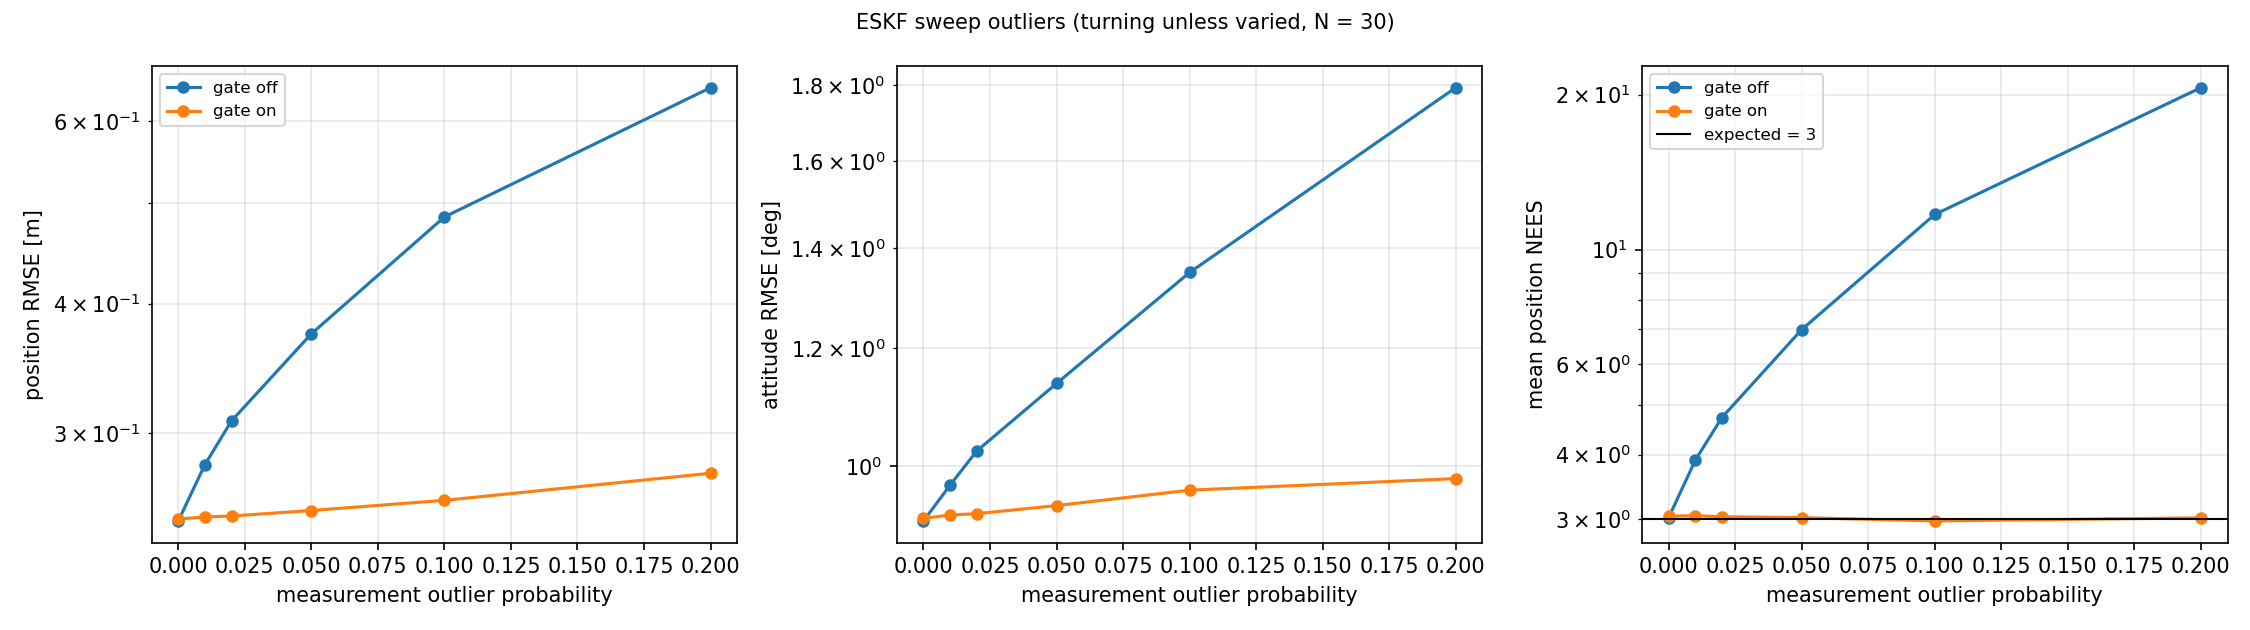 ESKF sweep outliers (turning unless varied, N = 30)
gate off
gate on
6 × 10⁻¹
4 × 10⁻¹
3 × 10⁻¹
position RMSE [m]
0.000 0.025 0.050 0.075 0.100 0.125 0.150 0.175 0.200
measurement outlier probability
1.8 × 10⁰
1.6 × 10⁰
1.4 × 10⁰
1.2 × 10⁰
10⁰
attitude RMSE [deg]
0.000 0.025 0.050 0.075 0.100 0.125 0.150 0.175 0.200
measurement outlier probability
gate off
gate on
expected = 3
2 × 10¹
10¹
6 × 10⁰
4 × 10⁰
3 × 10⁰
mean position NEES
0.000 0.025 0.050 0.075 0.100 0.125 0.150 0.175 0.200
measurement outlier probability